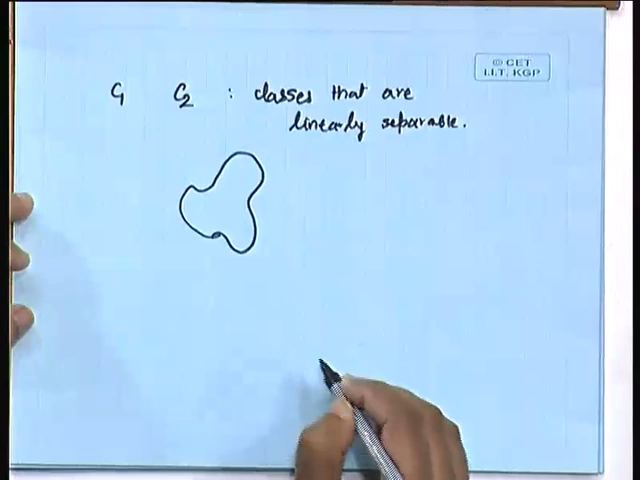 © CET
I.I.T. KGP
C1 C2 : classes that are
linearly separable.